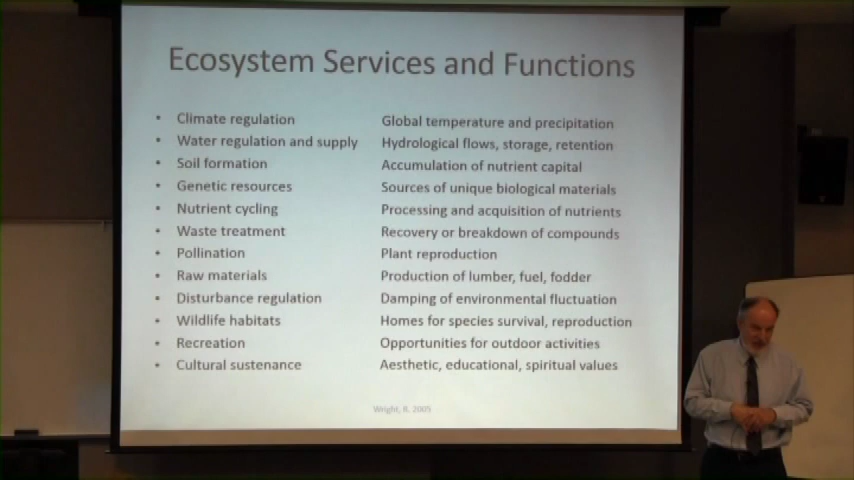 Ecosystem Services and Functions
• Climate regulation Global temperature and precipitation
• Water regulation and supply Hydrological flows, storage, retention
• Soil formation Accumulation of nutrient capital
• Genetic resources Sources of unique biological materials
• Nutrient cycling Processing and acquisition of nutrients
• Waste treatment Recovery or breakdown of compounds
• Pollination Plant reproduction
• Raw materials Production of lumber, fuel, fodder
• Disturbance regulation Damping of environmental fluctuation
• Wildlife habitats Homes for species survival, reproduction
• Recreation Opportunities for outdoor activities
• Cultural sustenance Aesthetic, educational, spiritual values
Wright, R. 2005